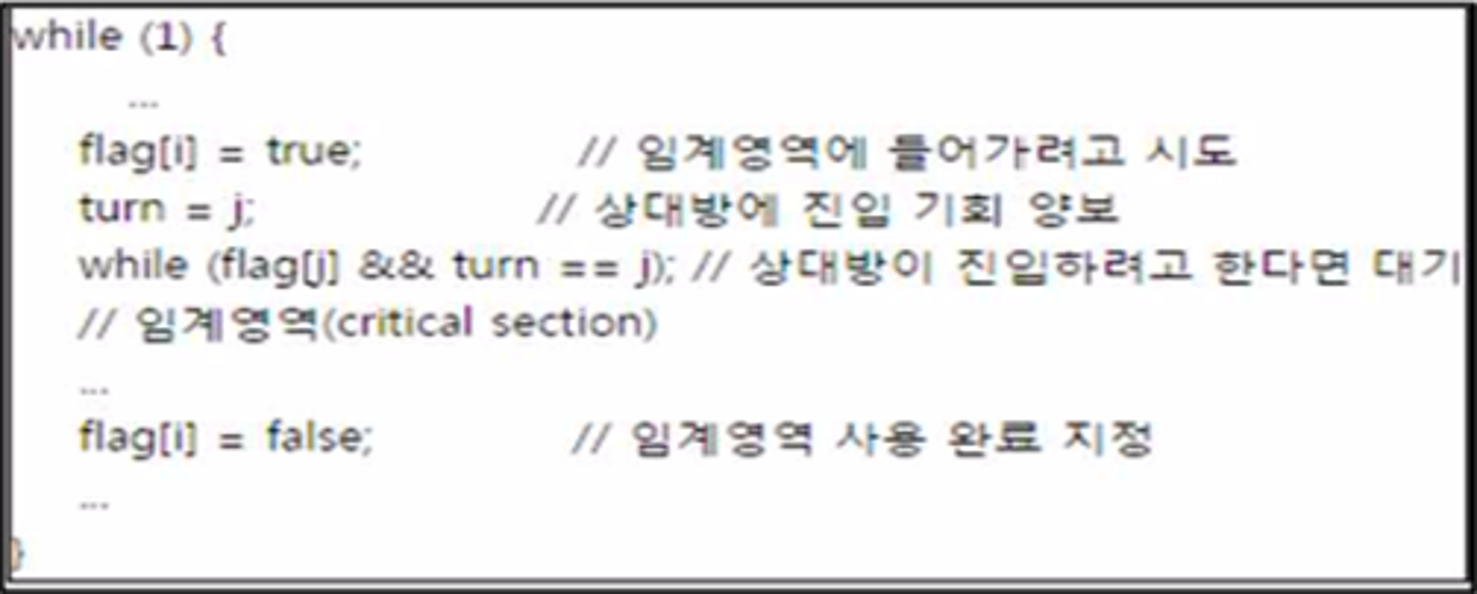 while (1) {
...
flag[i] = true; // 임계영역에 들어가려고 시도
turn = j; // 상대방에 진입 기회 양보
while (flag[j] && turn == j); // 상대방이 진입하려고 한다면 대기
// 임계영역(critical section)
...
flag[i] = false; // 임계영역 사용 완료 지정
...
}